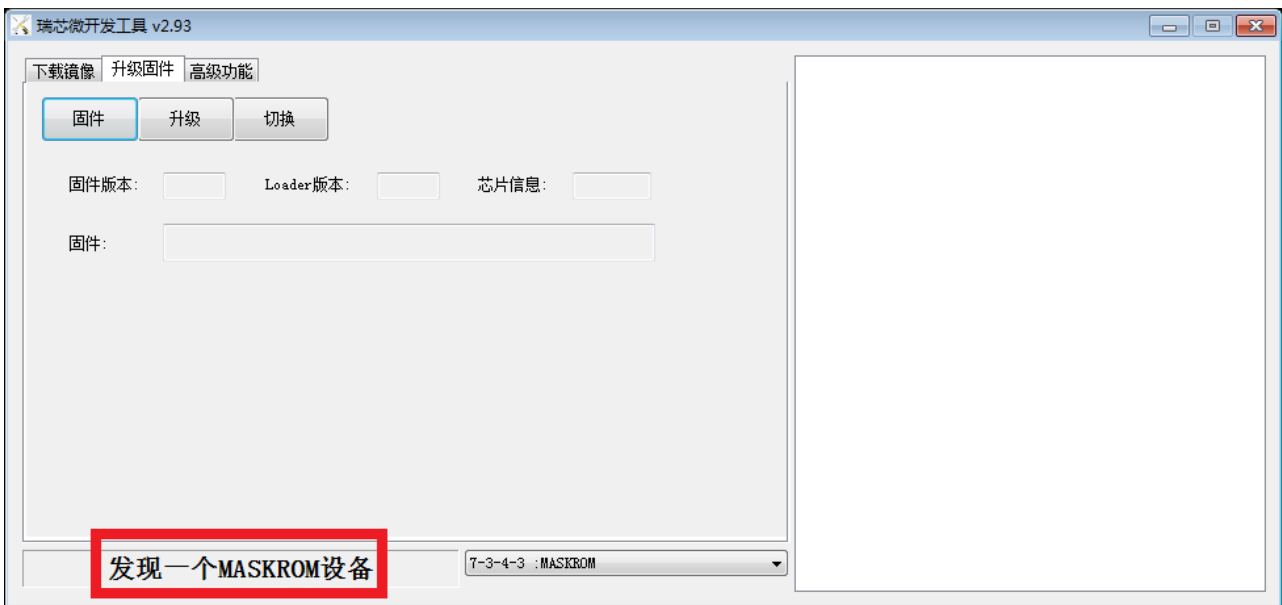 瑞芯微开发工具 v2.93
下载镜像 升级固件 高级功能
固件 升级 切换
固件版本: Loader版本: 芯片信息:
固件:
发现一个MASKROM设备 7-3-4-3 :MASKROM